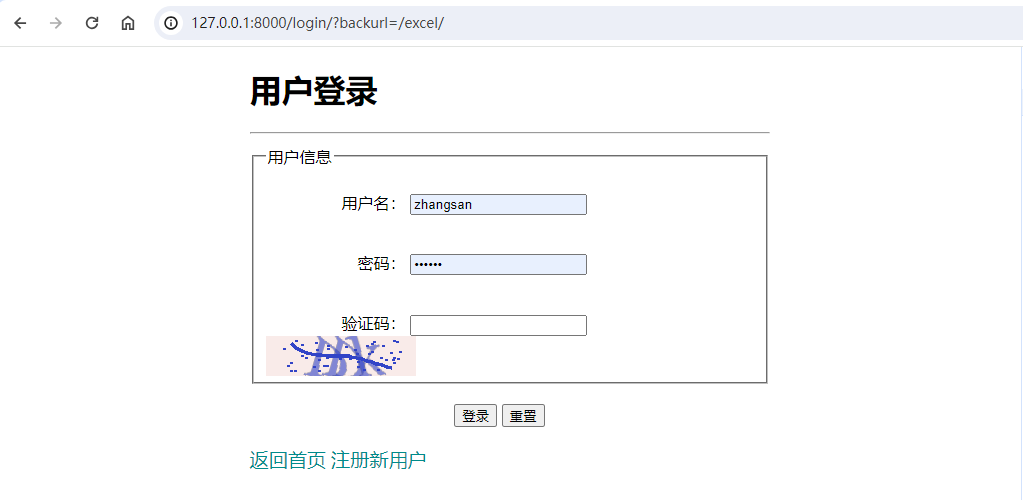 127.0.0.1:8000/login/?backurl=/excel/
用户登录
用户信息
用户名： zhangsan
密码： ••••••
验证码：
登录 重置
返回首页 注册新用户